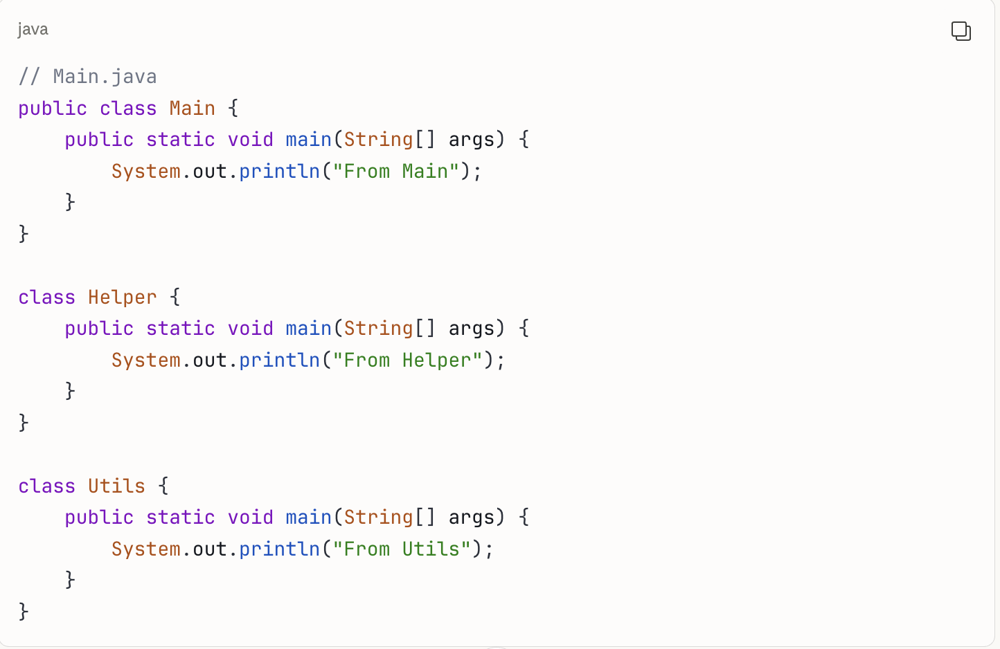 java
// Main.java
public class Main {
    public static void main(String[] args) {
        System.out.println("From Main");
    }
}

class Helper {
    public static void main(String[] args) {
        System.out.println("From Helper");
    }
}

class Utils {
    public static void main(String[] args) {
        System.out.println("From Utils");
    }
}